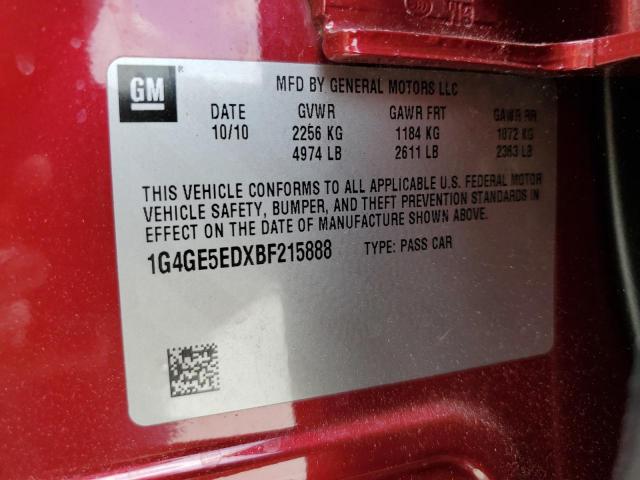 GM ®
MFD BY GENERAL MOTORS LLC
DATE GVWR GAWR FRT GAWR RR
10/10 2256 KG 1184 KG 1072 KG
4974 LB 2611 LB 2363 LB
THIS VEHICLE CONFORMS TO ALL APPLICABLE U.S. FEDERAL MOTOR
VEHICLE SAFETY, BUMPER, AND THEFT PREVENTION STANDARDS IN
EFFECT ON THE DATE OF MANUFACTURE SHOWN ABOVE.
1G4GE5EDXBF215888 TYPE: PASS CAR